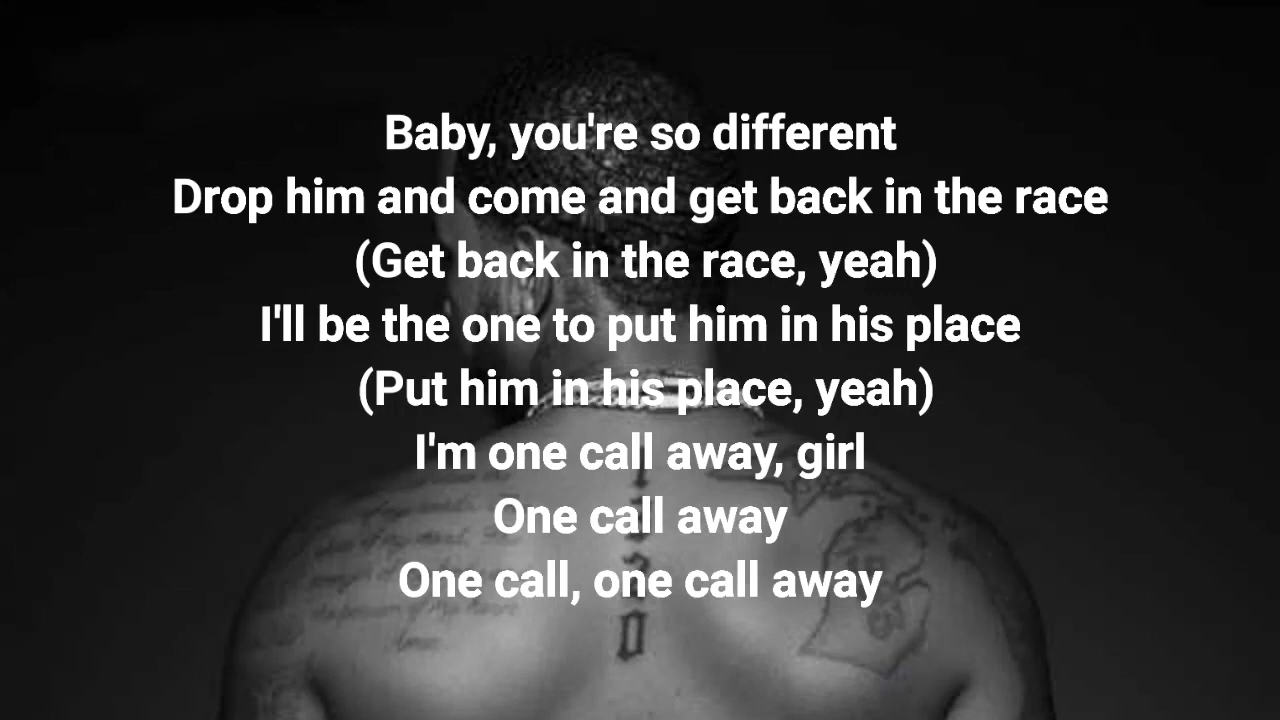 Baby, you're so different
Drop him and come and get back in the race
(Get back in the race, yeah)
I'll be the one to put him in his place
(Put him in his place, yeah)
I'm one call away, girl
One call away
One call, one call away